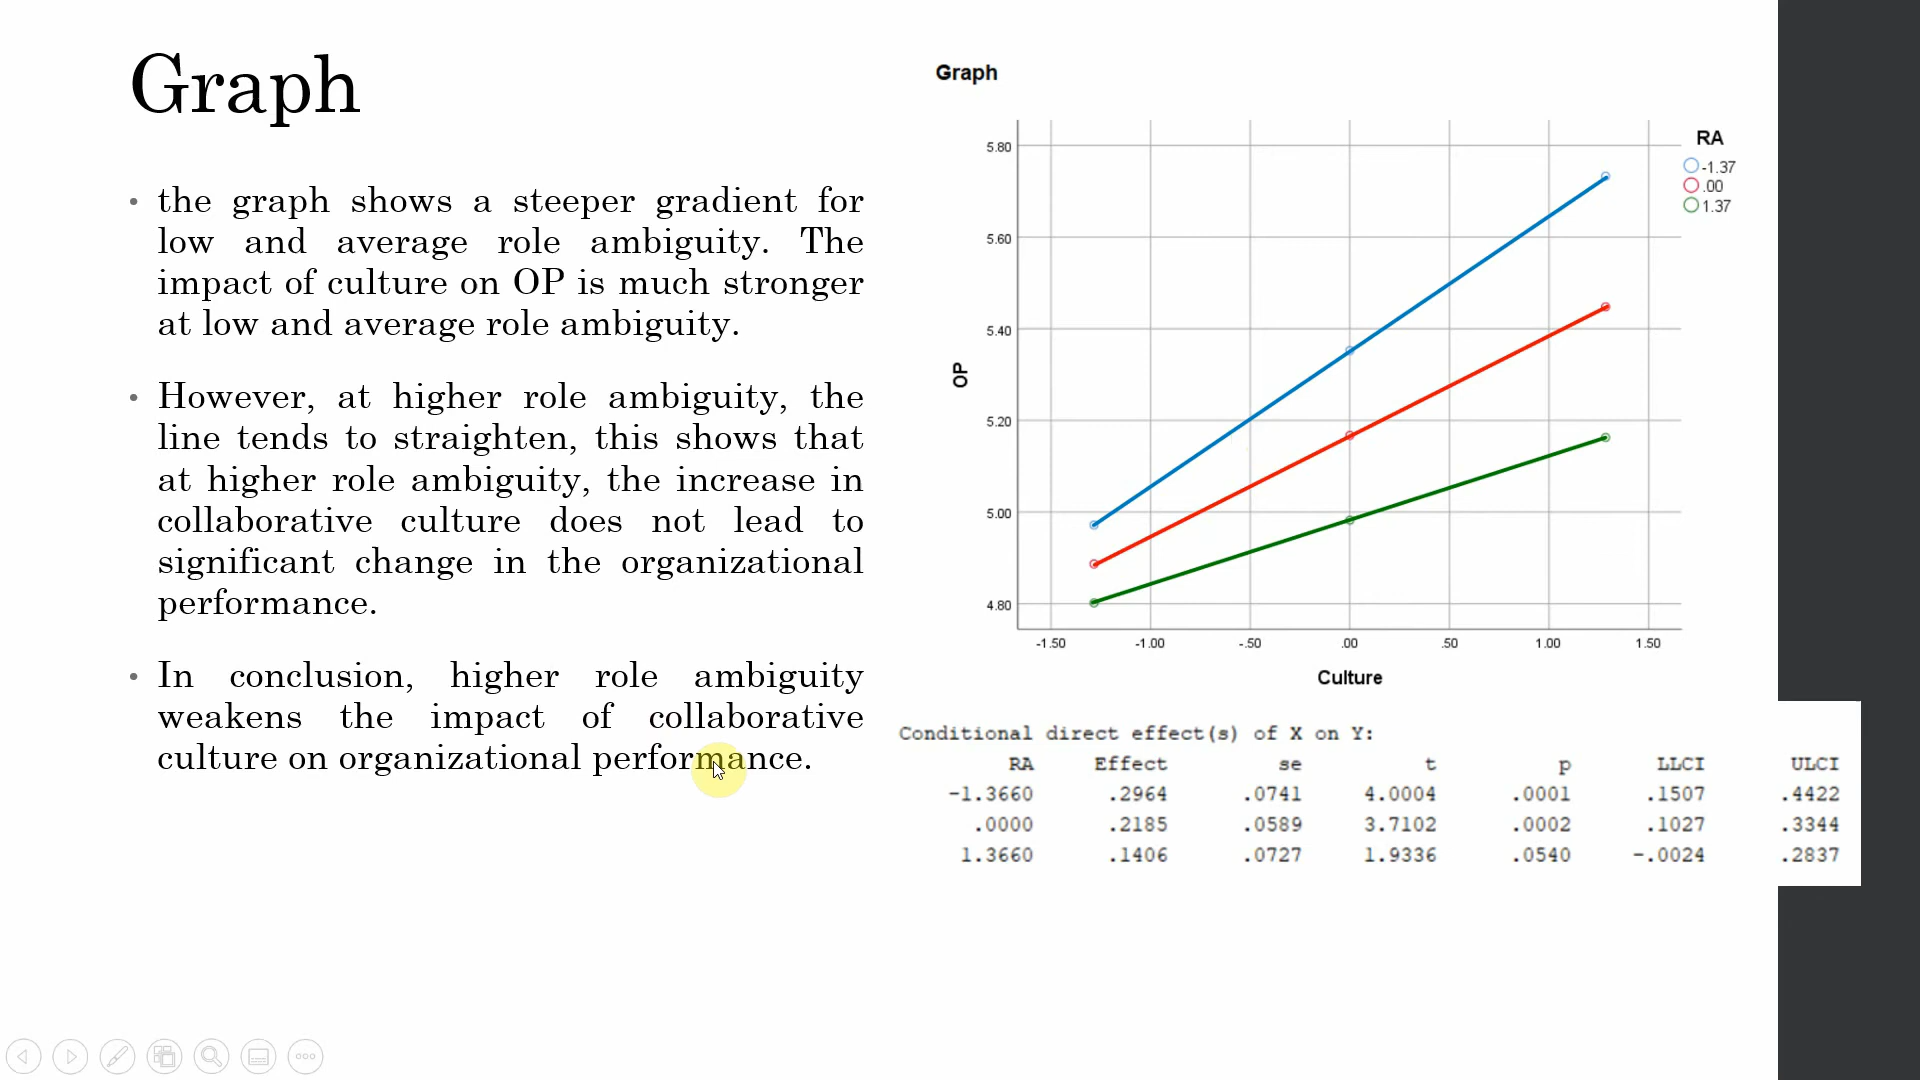 Graph
• the graph shows a steeper gradient for
low and average role ambiguity. The
impact of culture on OP is much stronger
at low and average role ambiguity.
• However, at higher role ambiguity, the
line tends to straighten, this shows that
at higher role ambiguity, the increase in
collaborative culture does not lead to
significant change in the organizational
performance.
• In conclusion, higher role ambiguity
weakens the impact of collaborative
culture on organizational performance.
Graph
RA
-1.37
.00
1.37
5.80
5.60
5.40
5.20
5.00
4.80
OP
-1.50 -1.00 -.50 .00 .50 1.00 1.50
Culture
Conditional direct effect(s) of X on Y:
RA Effect se t p LLCI ULCI
-1.3660 .2964 .0741 4.0004 .0001 .1507 .4422
.0000 .2185 .0589 3.7102 .0002 .1027 .3344
1.3660 .1406 .0727 1.9336 .0540 -.0024 .2837